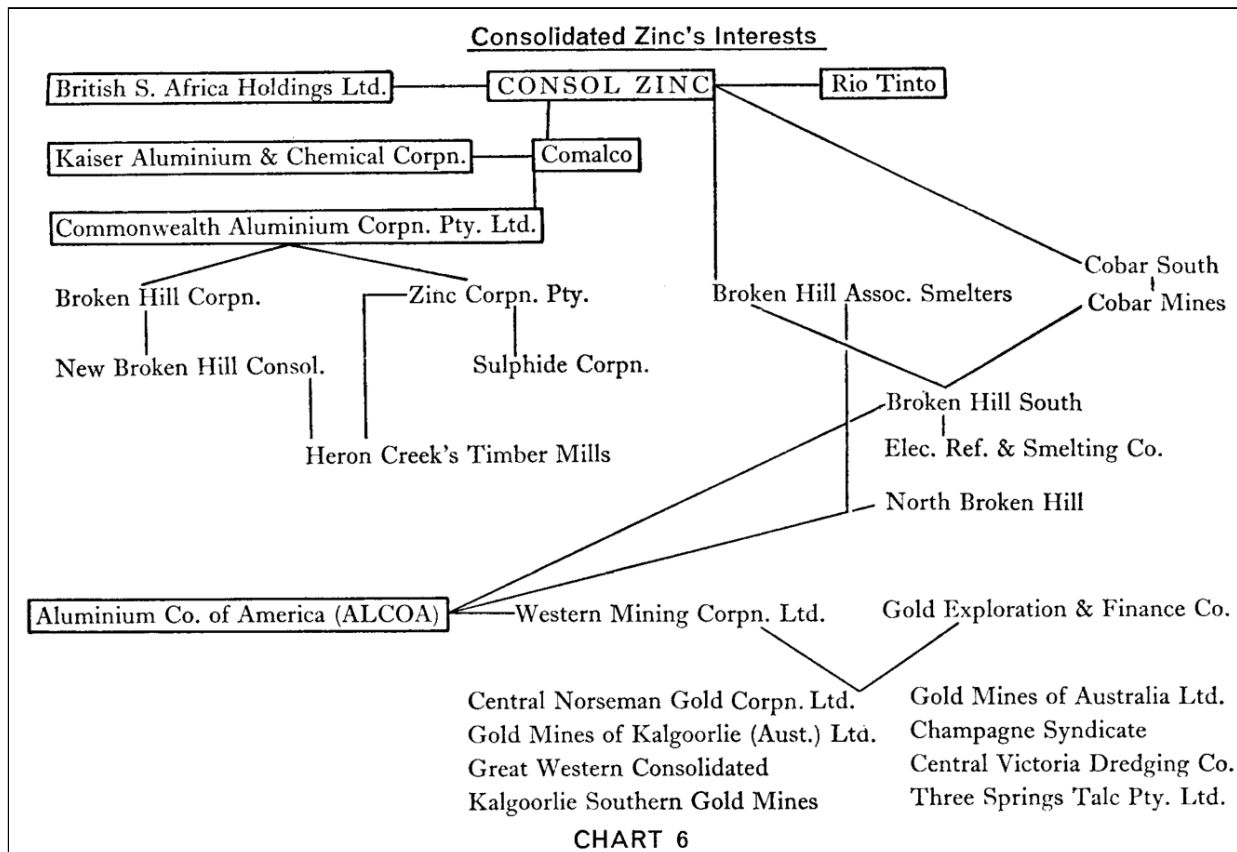 Consolidated Zinc's Interests
British S. Africa Holdings Ltd.
CONSOL ZINC
Rio Tinto
Kaiser Aluminium & Chemical Corpn.
Comalco
Commonwealth Aluminium Corpn. Pty. Ltd.
Cobar South
Broken Hill Corpn.
Zinc Corpn. Pty.
Broken Hill Assoc. Smelters
Cobar Mines
New Broken Hill Consol.
Sulphide Corpn.
Broken Hill South
Heron Creek's Timber Mills
Elec. Ref. & Smelting Co.
North Broken Hill
Aluminium Co. of America (ALCOA)
Western Mining Corpn. Ltd.
Gold Exploration & Finance Co.
Central Norseman Gold Corpn. Ltd.
Gold Mines of Kalgoorlie (Aust.) Ltd.
Great Western Consolidated
Kalgoorlie Southern Gold Mines
Gold Mines of Australia Ltd.
Champagne Syndicate
Central Victoria Dredging Co.
Three Springs Talc Pty. Ltd.
CHART 6